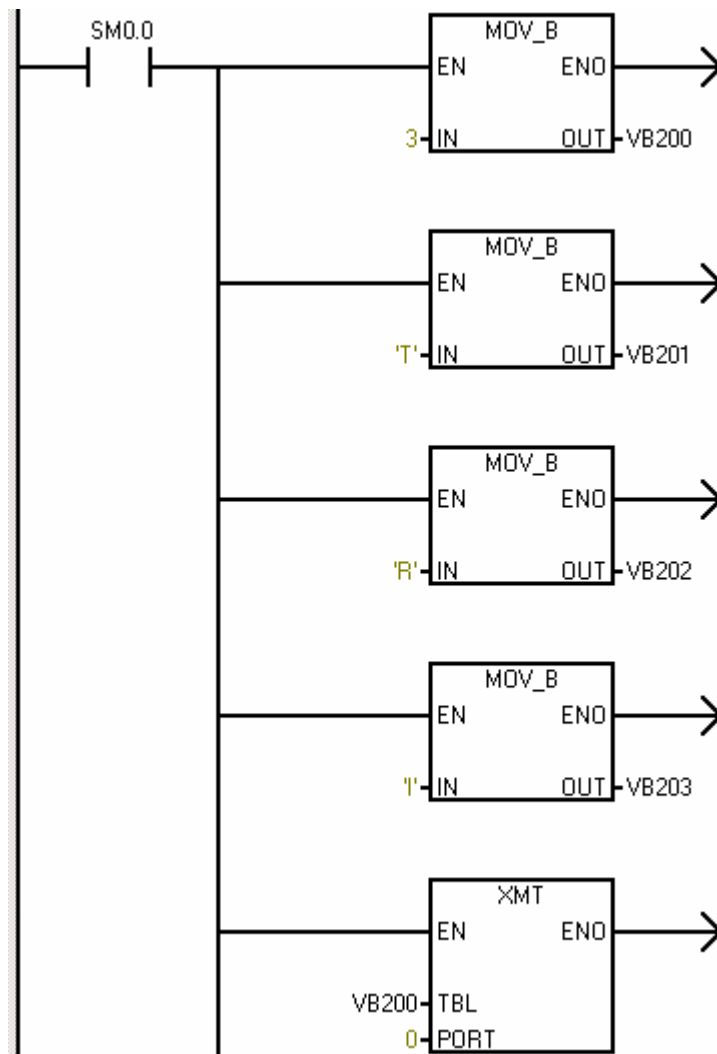 SM0.0
MOV_B
EN ENO
3 IN OUT VB200
MOV_B
EN ENO
'T' IN OUT VB201
MOV_B
EN ENO
'R' IN OUT VB202
MOV_B
EN ENO
'I' IN OUT VB203
XMT
EN ENO
VB200 TBL
0 PORT